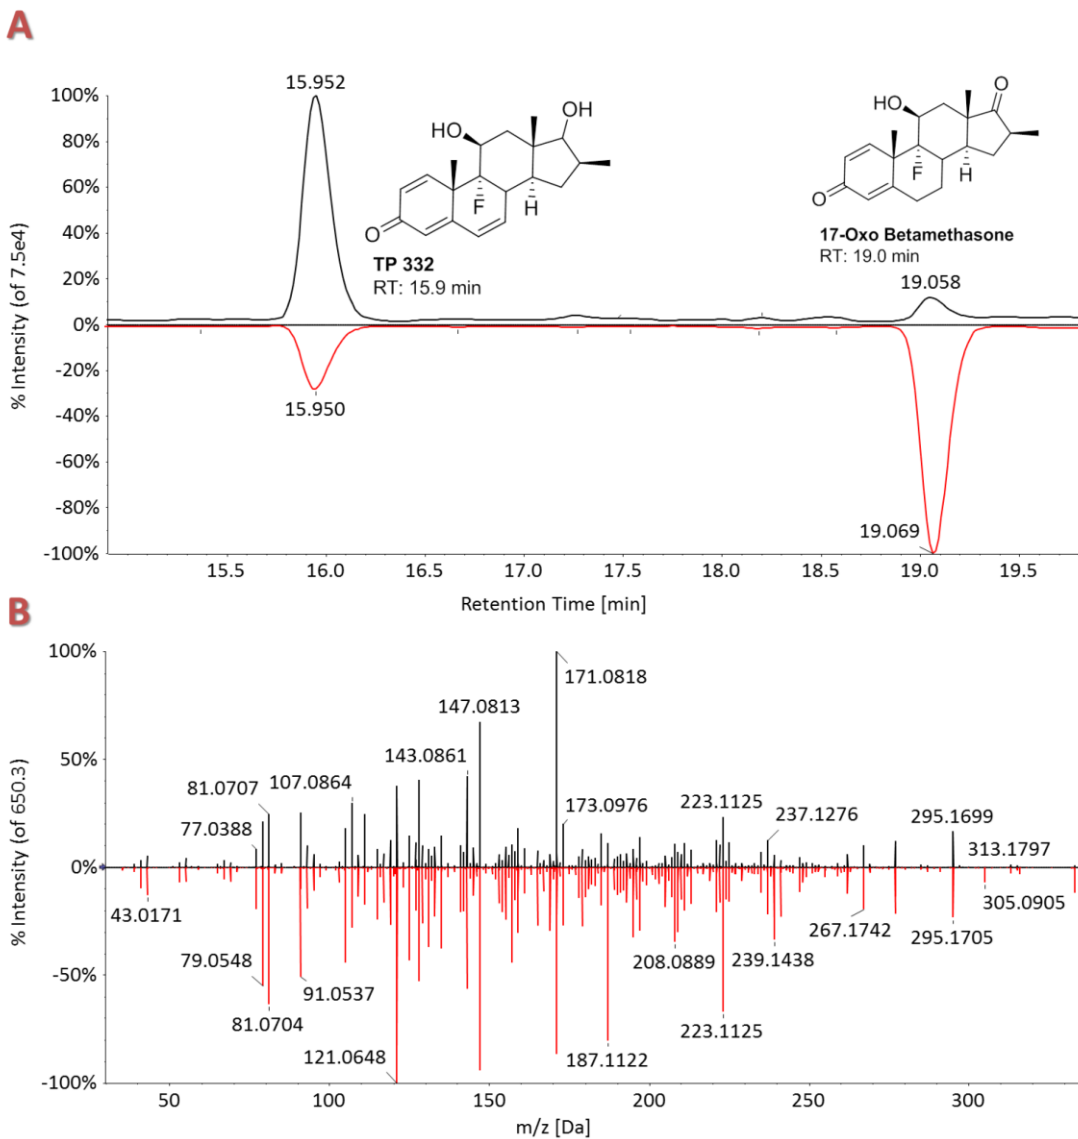 A
15.952
100%
80%
60%
40%
20%
0%
-20%
-40%
-60%
-80%
-100%
% Intensity (of 7.5e4)
HO
OH
F
H
O
TP 332
RT: 15.9 min
O
HO
F
H
O
17-Oxo Betamethasone
RT: 19.0 min
19.058
15.950
19.069
15.5
16.0
16.5
17.0
17.5
18.0
18.5
19.0
19.5
Retention Time [min]
B
100%
50%
0%
-50%
-100%
% Intensity (of 650.3)
171.0818
147.0813
143.0861
107.0864
81.0707
77.0388
173.0976
223.1125
237.1276
295.1699
313.1797
43.0171
79.0548
81.0704
91.0537
121.0648
187.1122
208.0889
223.1125
239.1438
267.1742
295.1705
305.0905
50
100
150
200
250
300
m/z [Da]